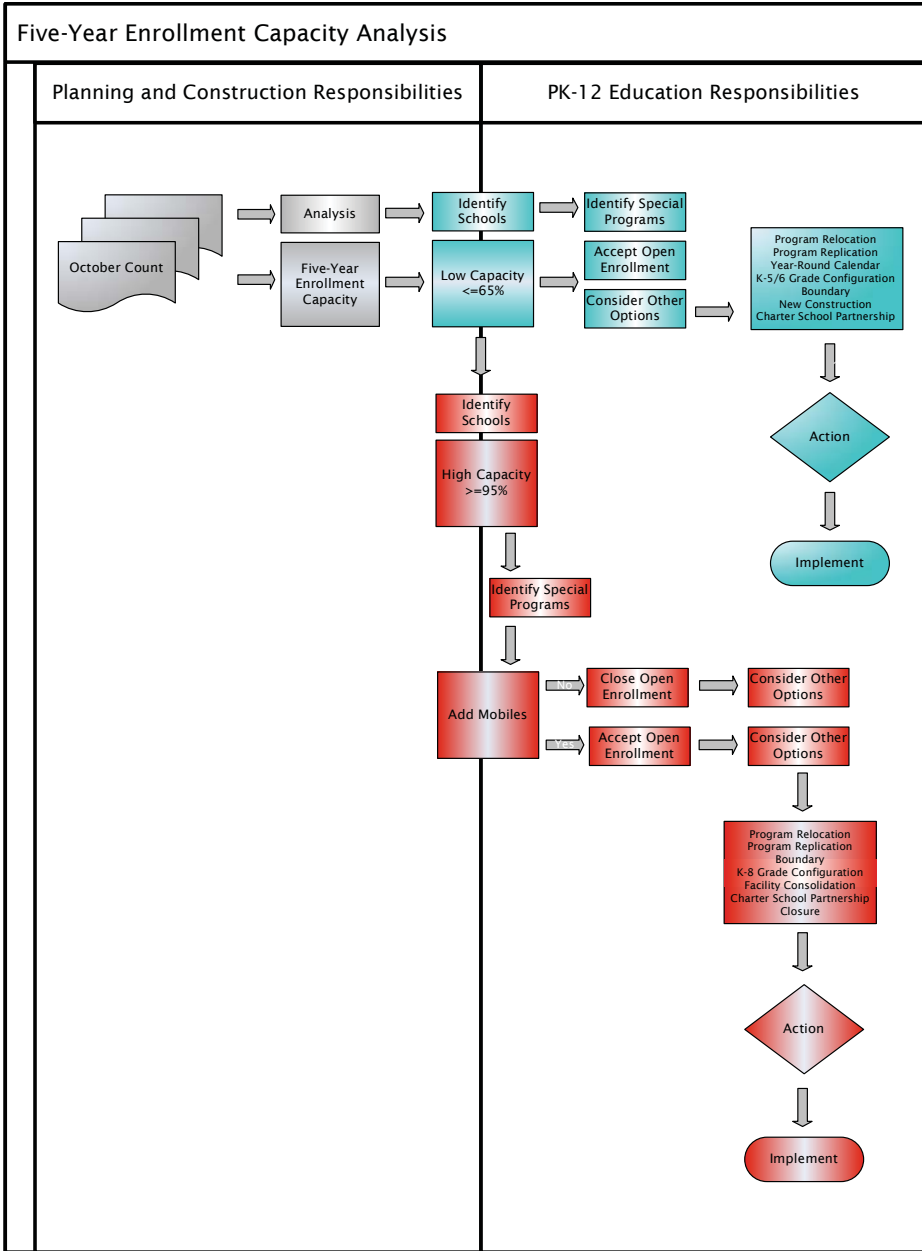 Five-Year Enrollment Capacity Analysis
Planning and Construction Responsibilities
PK-12 Education Responsibilities
October Count
Analysis
Five-Year
Enrollment
Capacity
Identify
Schools
Low Capacity
<=65%
Identify Special
Programs
Accept Open
Enrollment
Consider Other
Options
Program Relocation
Program Replication
Year-Round Calendar
K-5/6 Grade Configuration
Boundary
New Construction
Charter School Partnership
Action
Implement
Identify
Schools
High Capacity
>=95%
Identify Special
Programs
Add Mobiles
No
Close Open
Enrollment
Consider Other
Options
Yes
Accept Open
Enrollment
Consider Other
Options
Program Relocation
Program Replication
Boundary
K-8 Grade Configuration
Facility Consolidation
Charter School Partnership
Closure
Action
Implement